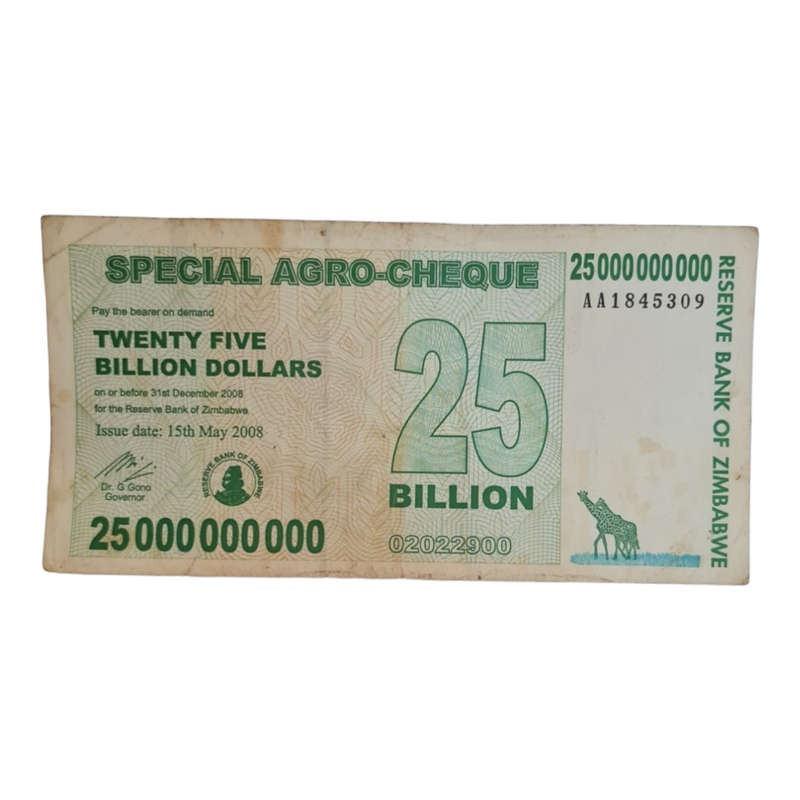 SPECIAL AGRO-CHEQUE
25000000000
AA1845309
Pay the bearer on demand
TWENTY FIVE
BILLION DOLLARS
on or before 31st December 2008
for the Reserve Bank of Zimbabwe
Issue date: 15th May 2008
25
BILLION
Dr. G Gono
Governor
RESERVE BANK OF ZIMBABWE
25000000000
02022900
RESERVE BANK OF ZIMBABWE